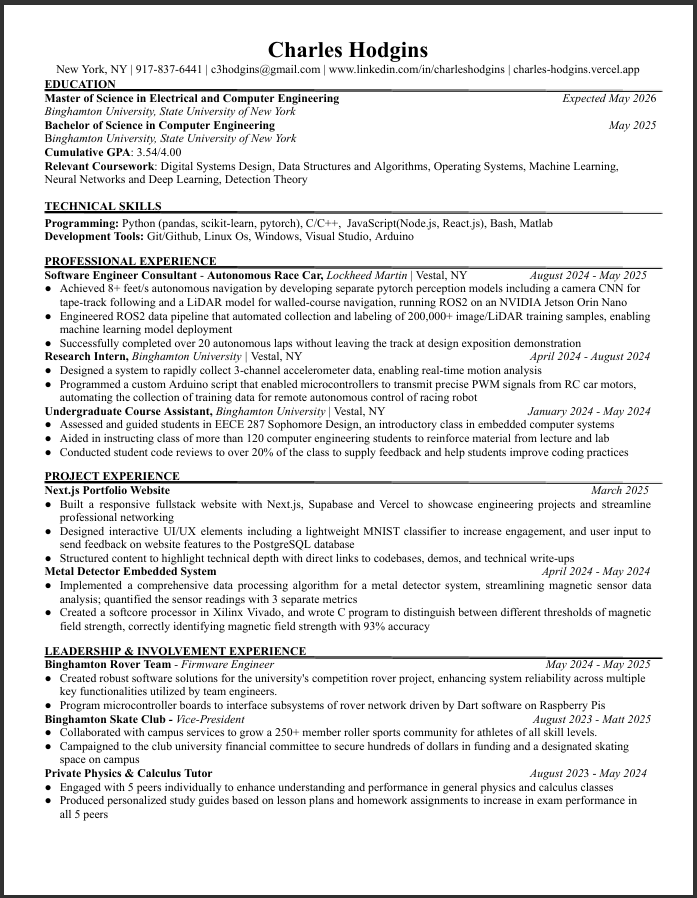 Charles Hodgins
New York, NY | 917-837-6441 | c3hodgins@gmail.com | www.linkedin.com/in/charleshodgins | charles-hodgins.vercel.app
EDUCATION
Master of Science in Electrical and Computer Engineering Expected May 2026
Binghamton University, State University of New York
Bachelor of Science in Computer Engineering May 2025
Binghamton University, State University of New York
Cumulative GPA: 3.54/4.00
Relevant Coursework: Digital Systems Design, Data Structures and Algorithms, Operating Systems, Machine Learning,
Neural Networks and Deep Learning, Detection Theory
TECHNICAL SKILLS
Programming: Python (pandas, scikit-learn, pytorch), C/C++, JavaScript(Node.js, React.js), Bash, Matlab
Development Tools: Git/Github, Linux Os, Windows, Visual Studio, Arduino
PROFESSIONAL EXPERIENCE
Software Engineer Consultant - Autonomous Race Car, Lockheed Martin | Vestal, NY August 2024 - May 2025
● Achieved 8+ feet/s autonomous navigation by developing separate pytorch perception models including a camera CNN for
tape-track following and a LiDAR model for walled-course navigation, running ROS2 on an NVIDIA Jetson Orin Nano
● Engineered ROS2 data pipeline that automated collection and labeling of 200,000+ image/LiDAR training samples, enabling
machine learning model deployment
● Successfully completed over 20 autonomous laps without leaving the track at design exposition demonstration
Research Intern, Binghamton University | Vestal, NY April 2024 - August 2024
● Designed a system to rapidly collect 3-channel accelerometer data, enabling real-time motion analysis
● Programmed a custom Arduino script that enabled microcontrollers to transmit precise PWM signals from RC car motors,
automating the collection of training data for remote autonomous control of racing robot
Undergraduate Course Assistant, Binghamton University | Vestal, NY January 2024 - May 2024
● Assessed and guided students in EECE 287 Sophomore Design, an introductory class in embedded computer systems
● Aided in instructing class of more than 120 computer engineering students to reinforce material from lecture and lab
● Conducted student code reviews to over 20% of the class to supply feedback and help students improve coding practices
PROJECT EXPERIENCE
Next.js Portfolio Website March 2025
● Built a responsive fullstack website with Next.js, Supabase and Vercel to showcase engineering projects and streamline
professional networking
● Designed interactive UI/UX elements including a lightweight MNIST classifier to increase engagement, and user input to
send feedback on website features to the PostgreSQL database
● Structured content to highlight technical depth with direct links to codebases, demos, and technical write-ups
Metal Detector Embedded System April 2024 - May 2024
● Implemented a comprehensive data processing algorithm for a metal detector system, streamlining magnetic sensor data
analysis; quantified the sensor readings with 3 separate metrics
● Created a softcore processor in Xilinx Vivado, and wrote C program to distinguish between different thresholds of magnetic
field strength, correctly identifying magnetic field strength with 93% accuracy
LEADERSHIP & INVOLVEMENT EXPERIENCE
Binghamton Rover Team - Firmware Engineer May 2024 - May 2025
● Created robust software solutions for the university's competition rover project, enhancing system reliability across multiple
key functionalities utilized by team engineers.
● Program microcontroller boards to interface subsystems of rover network driven by Dart software on Raspberry Pis
Binghamton Skate Club - Vice-President August 2023 - Matt 2025
● Collaborated with campus services to grow a 250+ member roller sports community for athletes of all skill levels.
● Campaigned to the club university financial committee to secure hundreds of dollars in funding and a designated skating
space on campus
Private Physics & Calculus Tutor August 2023 - May 2024
● Engaged with 5 peers individually to enhance understanding and performance in general physics and calculus classes
● Produced personalized study guides based on lesson plans and homework assignments to increase in exam performance in
all 5 peers